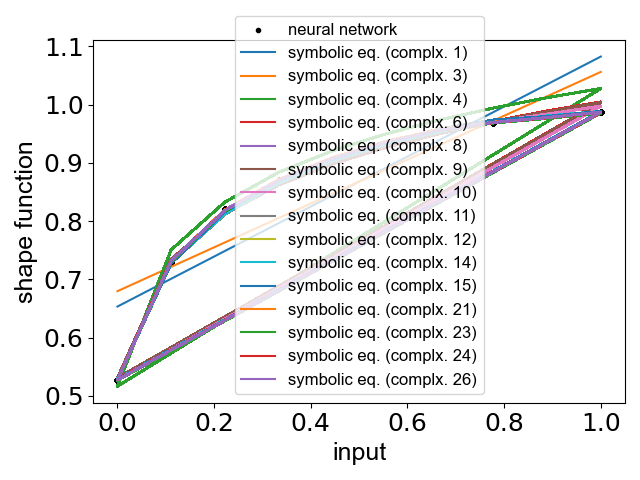 neural network
symbolic eq. (complx. 1)
symbolic eq. (complx. 3)
symbolic eq. (complx. 4)
symbolic eq. (complx. 6)
symbolic eq. (complx. 8)
symbolic eq. (complx. 9)
symbolic eq. (complx. 10)
symbolic eq. (complx. 11)
symbolic eq. (complx. 12)
symbolic eq. (complx. 14)
symbolic eq. (complx. 15)
symbolic eq. (complx. 21)
symbolic eq. (complx. 23)
symbolic eq. (complx. 24)
symbolic eq. (complx. 26)
shape function
1.1
1.0
0.9
0.8
0.7
0.6
0.5
0.0 0.2 0.4 0.6 0.8 1.0
input